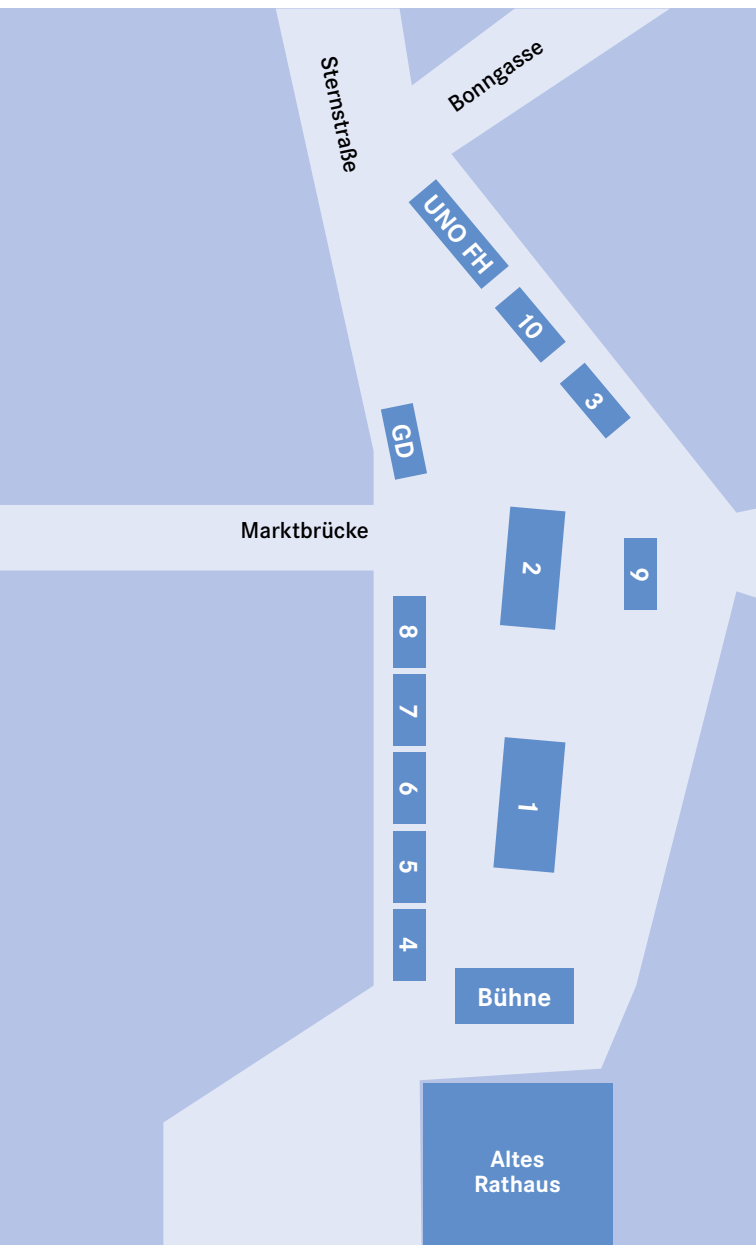 Sternstraße
Bonngasse
UNO FH
10
3
GD
Marktbrücke
2
9
8
7
6
1
5
4
Bühne
Altes
Rathaus